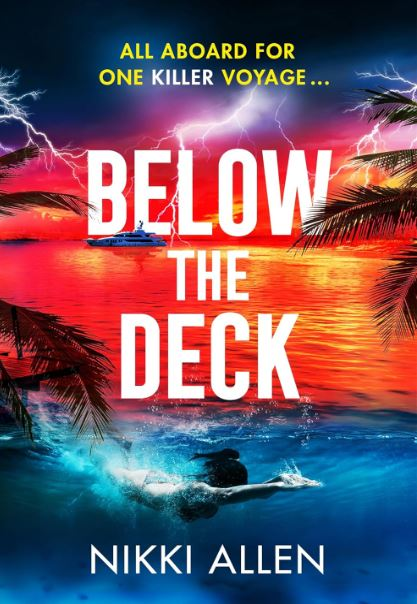 ALL ABOARD FOR
ONE KILLER VOYAGE...
BELOW
THE
DECK
NIKKI ALLEN